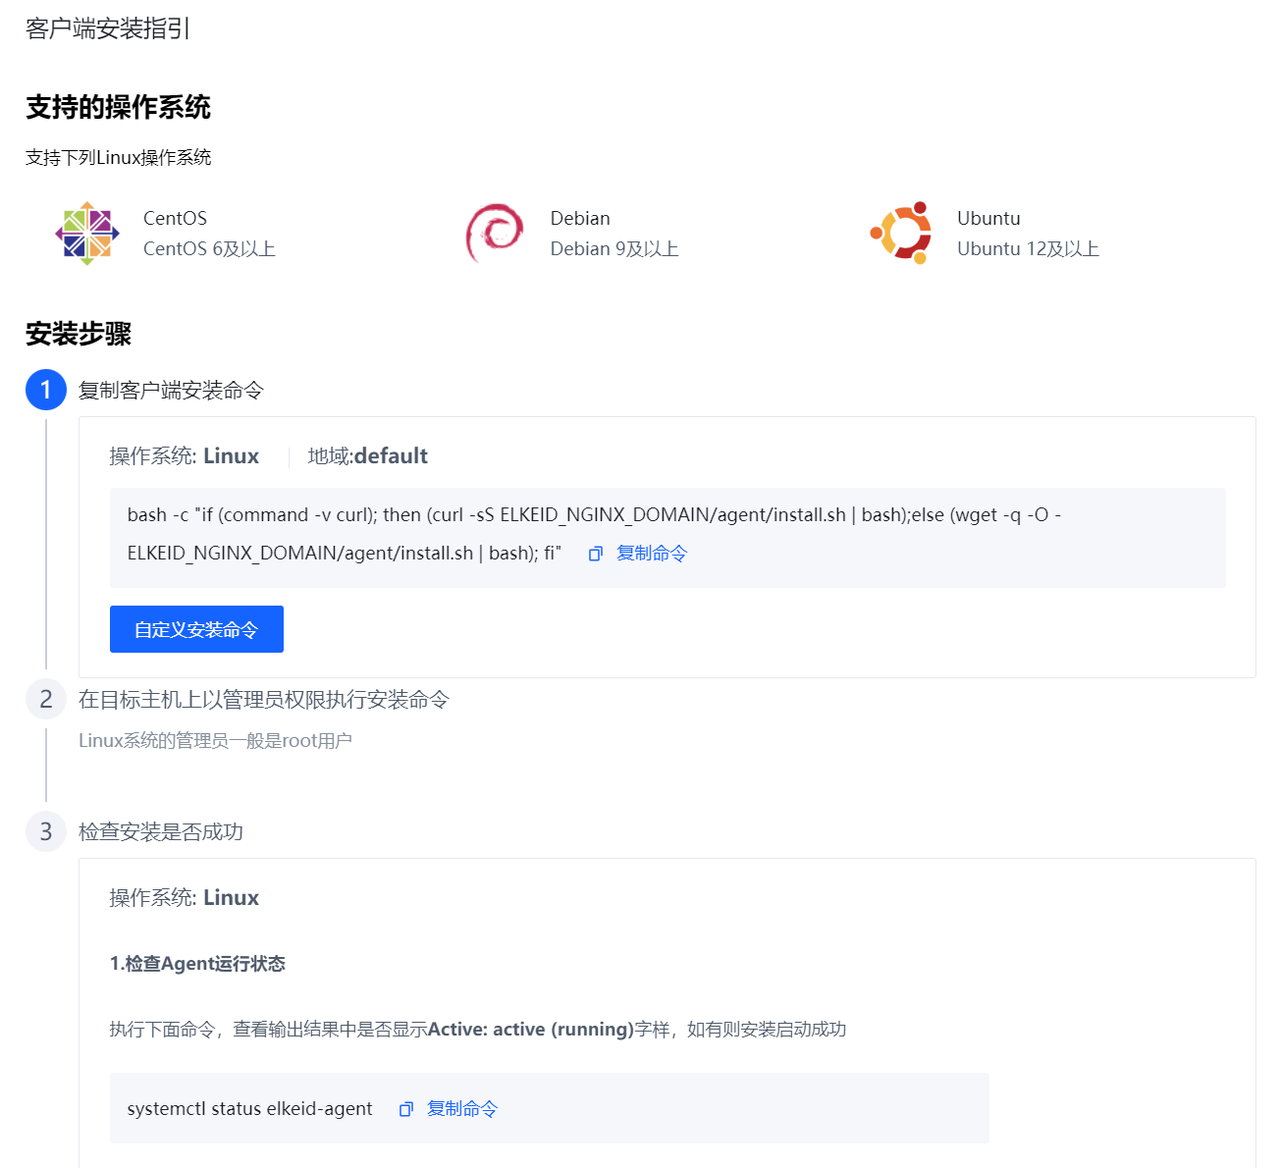 客户端安装指引
支持的操作系统
支持下列Linux操作系统
CentOS
CentOS 6及以上
Debian
Debian 9及以上
Ubuntu
Ubuntu 12及以上
安装步骤
1 复制客户端安装命令
操作系统: Linux 地域:default
bash -c "if (command -v curl); then (curl -sS ELKEID_NGINX_DOMAIN/agent/install.sh | bash);else (wget -q -O -
ELKEID_NGINX_DOMAIN/agent/install.sh | bash); fi" 复制命令
自定义安装命令
2 在目标主机上以管理员权限执行安装命令
Linux系统的管理员一般是root用户
3 检查安装是否成功
操作系统: Linux
1.检查Agent运行状态
执行下面命令，查看输出结果中是否显示Active: active (running)字样，如有则安装启动成功
systemctl status elkeid-agent 复制命令